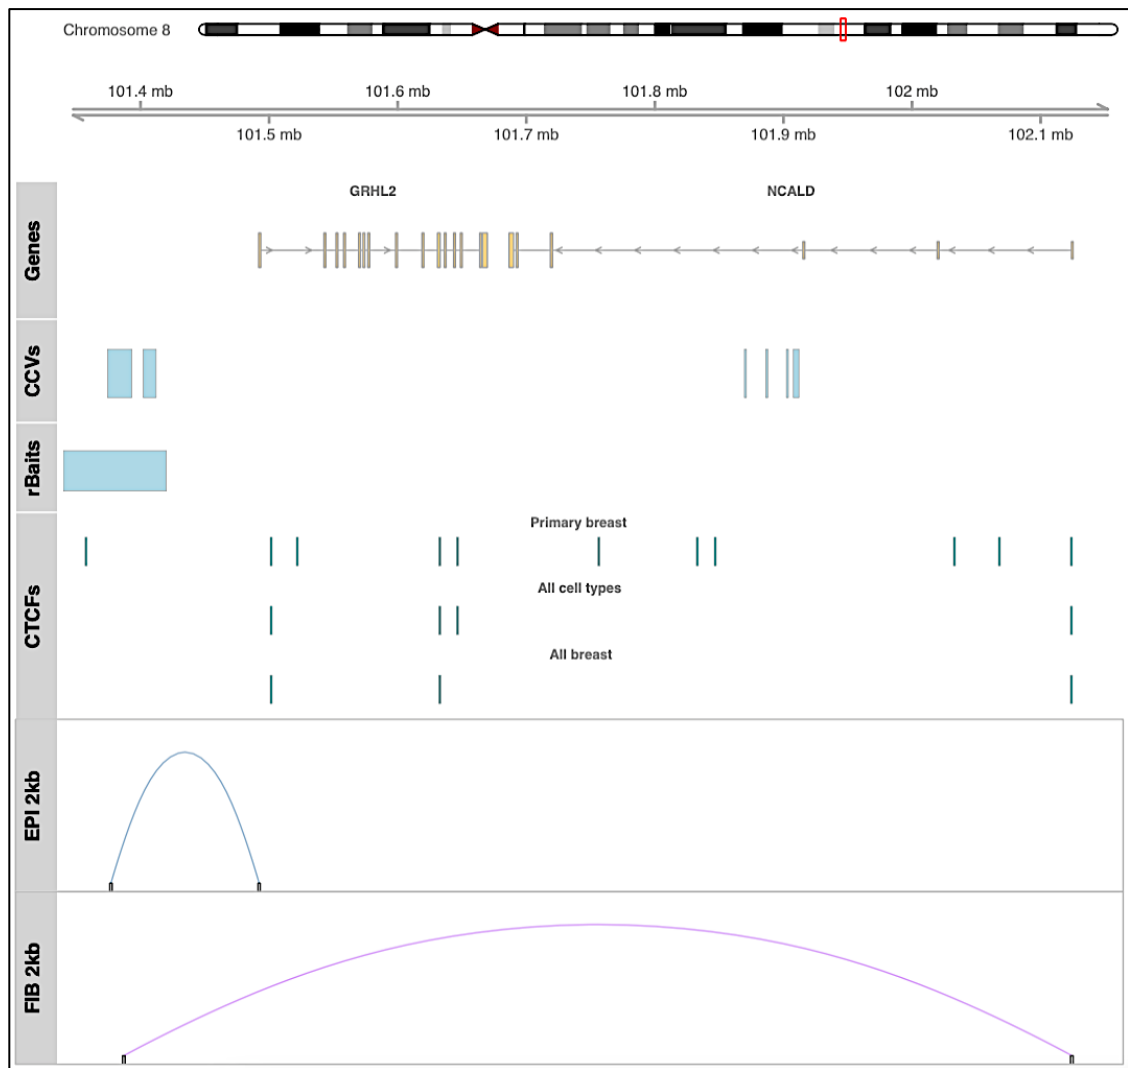 Chromosome 8
101.4 mb 101.6 mb 101.8 mb 102 mb
101.5 mb 101.7 mb 101.9 mb 102.1 mb
Genes
GRHL2 NCALD
CCVs
rBaits
CTCFs
Primary breast
All cell types
All breast
EPI 2kb
FIB 2kb